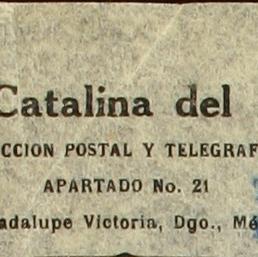 Catalina del
CCION POSTAL Y TELEGRAF
APARTADO No. 21
adalupe Victoria, Dgo., Mé